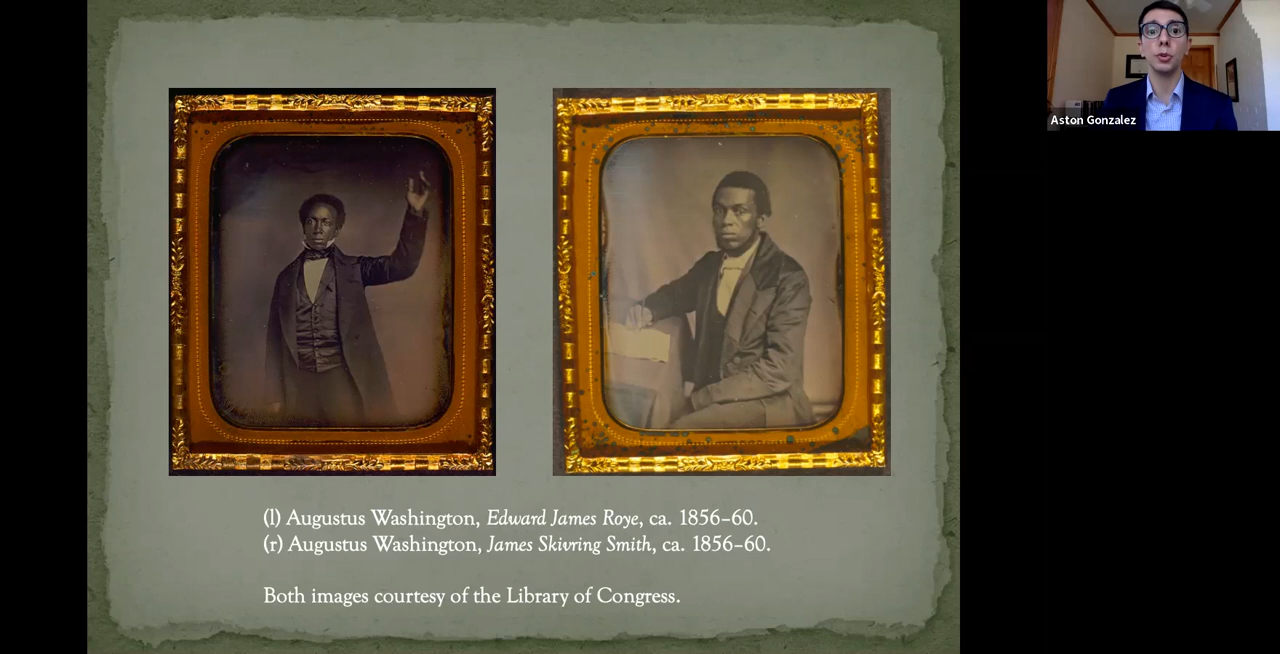 Aston Gonzalez
(l) Augustus Washington, Edward James Roye, ca. 1856–60.
(r) Augustus Washington, James Skivring Smith, ca. 1856–60.
Both images courtesy of the Library of Congress.